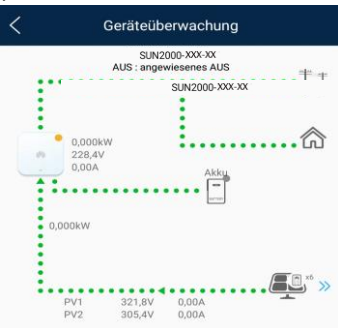 Geräteüberwachung
SUN2000-XXX-XX
AUS : angewiesenes AUS
SUN2000-XXX-XX
0,000kW
228,4V
0,00A
Akku
0,000kW
x6
PV1 321,8V 0,00A
PV2 305,4V 0,00A